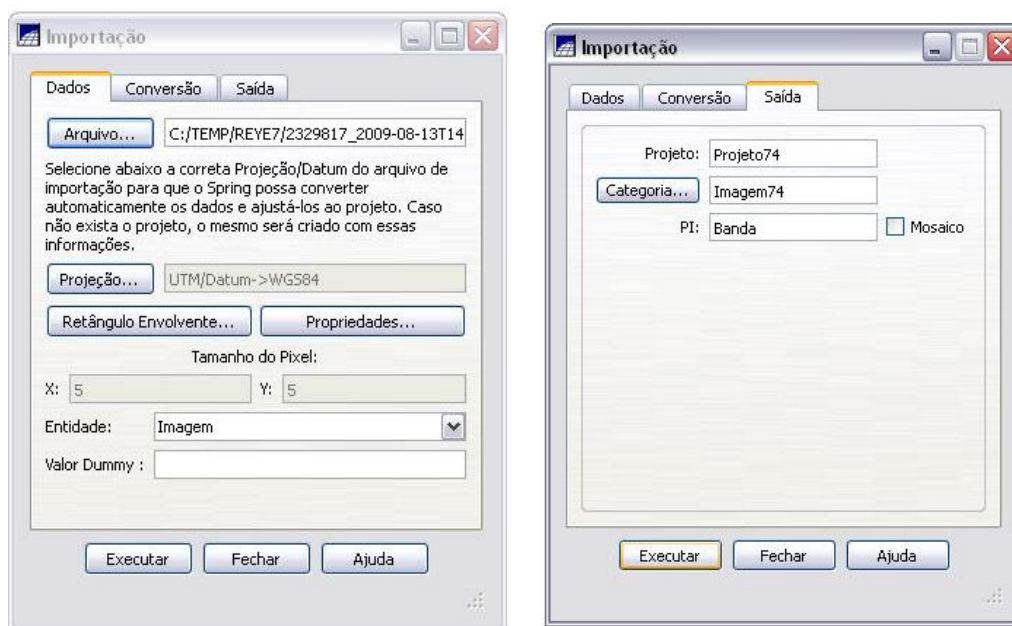 Importação
Dados Conversão Saída
Arquivo... C:/TEMP/REYE7/2329817_2009-08-13T14
Selecione abaixo a correta Projeção/Datum do arquivo de
importação para que o Spring possa converter
automaticamente os dados e ajustá-los ao projeto. Caso
não exista o projeto, o mesmo será criado com essas
informações.
Projeção... UTM/Datum->WGS84
Retângulo Envolvente... Propriedades...
Tamanho do Pixel:
X: 5 Y: 5
Entidade: Imagem
Valor Dummy :
Executar Fechar Ajuda
Importação
Dados Conversão Saída
Projeto: Projeto74
Categoria... Imagem74
PI: Banda Mosaico
Executar Fechar Ajuda